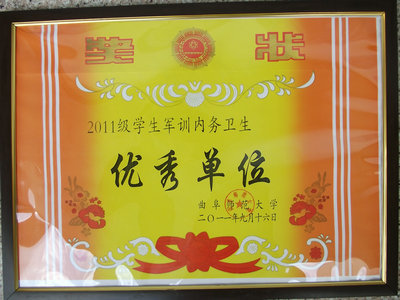 奖 状
2011级学生军训内务卫生
优秀单位
曲阜师范大学
二〇一一年九月十六日